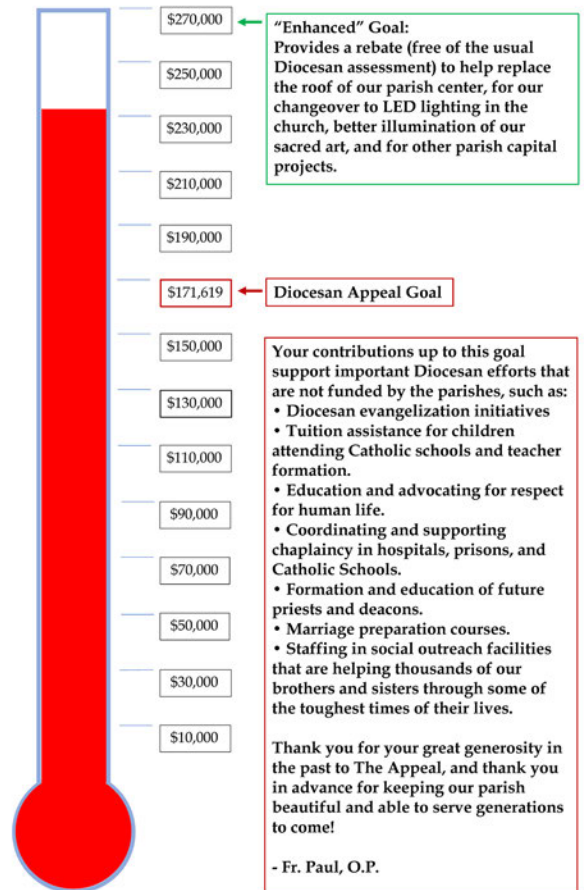 $270,000
“Enhanced” Goal:
Provides a rebate (free of the usual
Diocesan assessment) to help replace
the roof of our parish center, for our
changeover to LED lighting in the
church, better illumination of our
sacred art, and for other parish capital
projects.
$250,000
$230,000
$210,000
$190,000
$171,619
Diocesan Appeal Goal
$150,000
$130,000
$110,000
$90,000
$70,000
$50,000
$30,000
$10,000
Your contributions up to this goal
support important Diocesan efforts that
are not funded by the parishes, such as:
• Diocesan evangelization initiatives
• Tuition assistance for children
attending Catholic schools and teacher
formation.
• Education and advocating for respect
for human life.
• Coordinating and supporting
chaplaincy in hospitals, prisons, and
Catholic Schools.
• Formation and education of future
priests and deacons.
• Marriage preparation courses.
• Staffing in social outreach facilities
that are helping thousands of our
brothers and sisters through some of
the toughest times of their lives.
Thank you for your great generosity in
the past to The Appeal, and thank you
in advance for keeping our parish
beautiful and able to serve generations
to come!
- Fr. Paul, O.P.